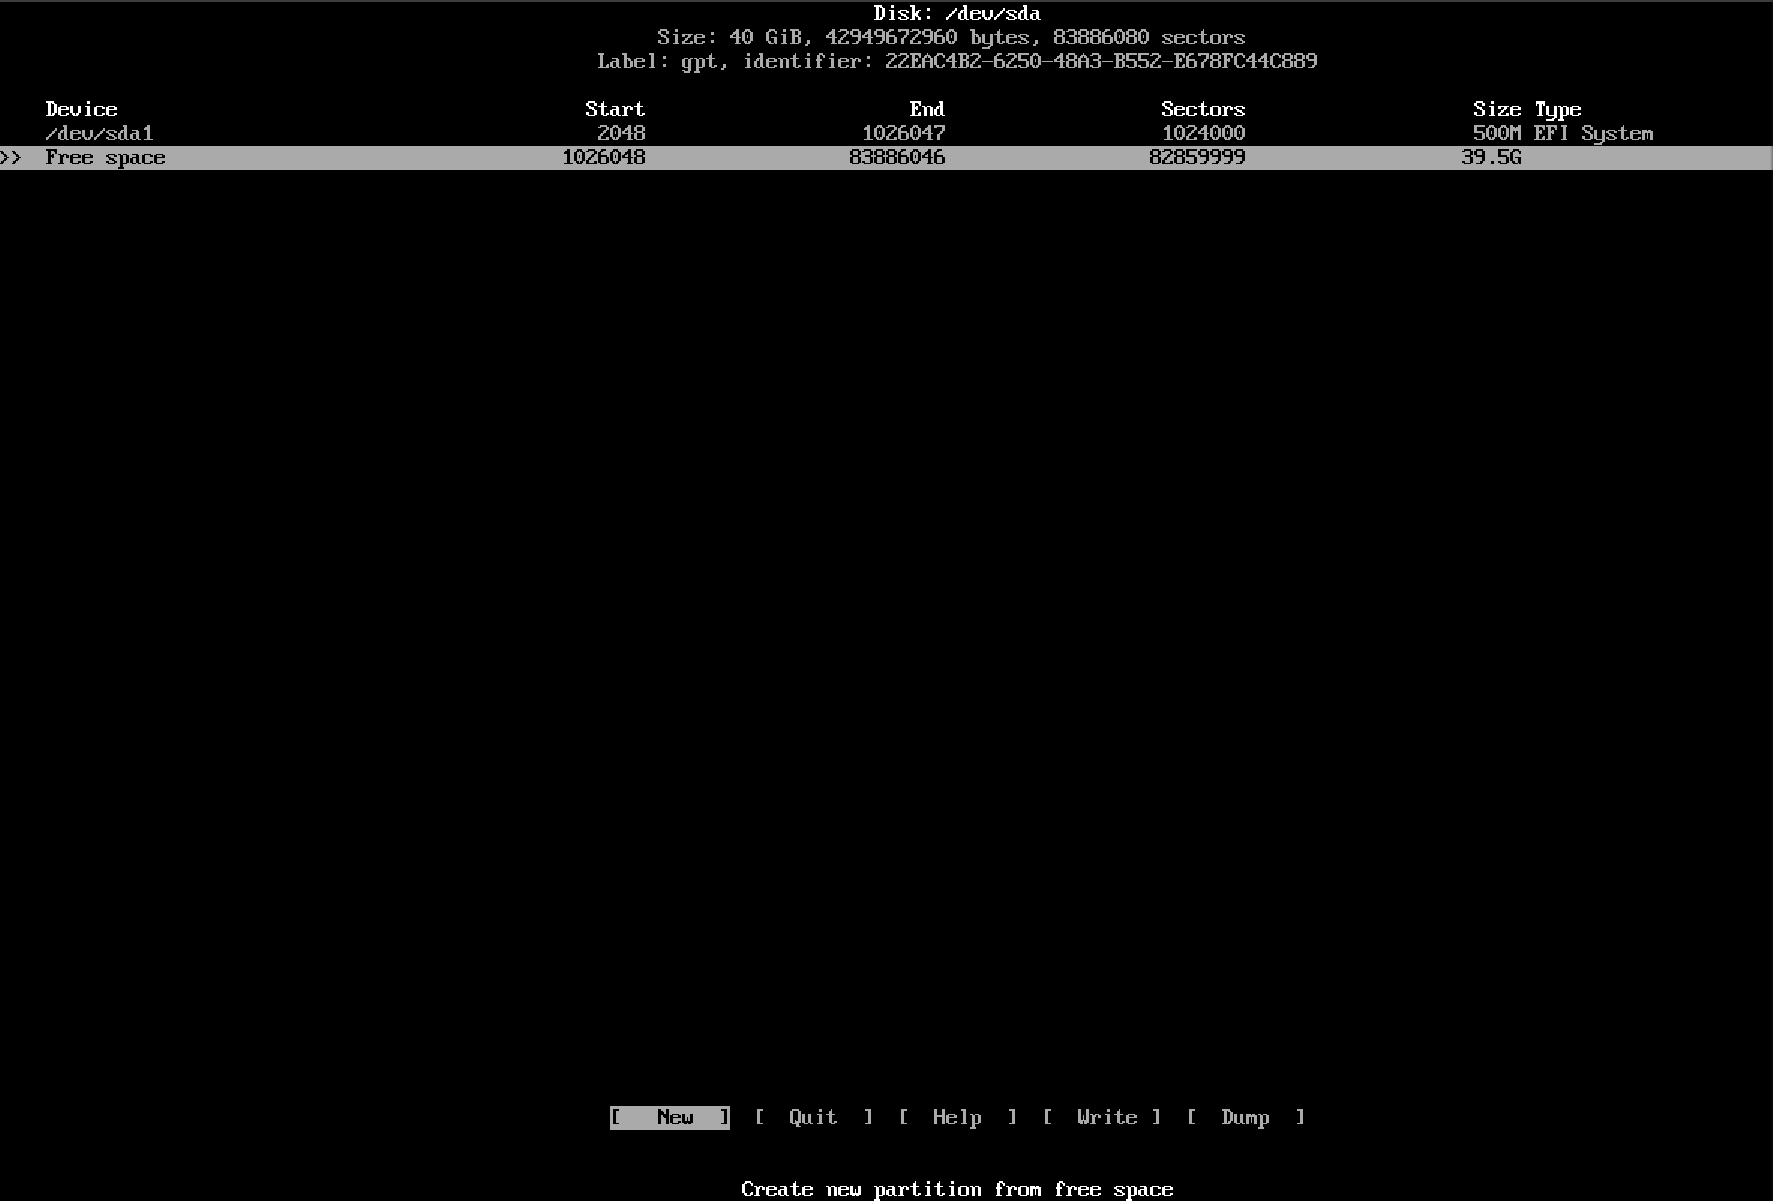 Disk: /dev/sda
Size: 40 GiB, 42949672960 bytes, 83886080 sectors
Label: gpt, identifier: 22EAC4B2-6250-48A3-B552-E678FC44C889
Device Start End Sectors Size Type
/dev/sda1 2048 1026047 1024000 500M EFI System
>> Free space 1026048 83886046 82859999 39.5G
[ New ] [ Quit ] [ Help ] [ Write ] [ Dump ]
Create new partition from free space